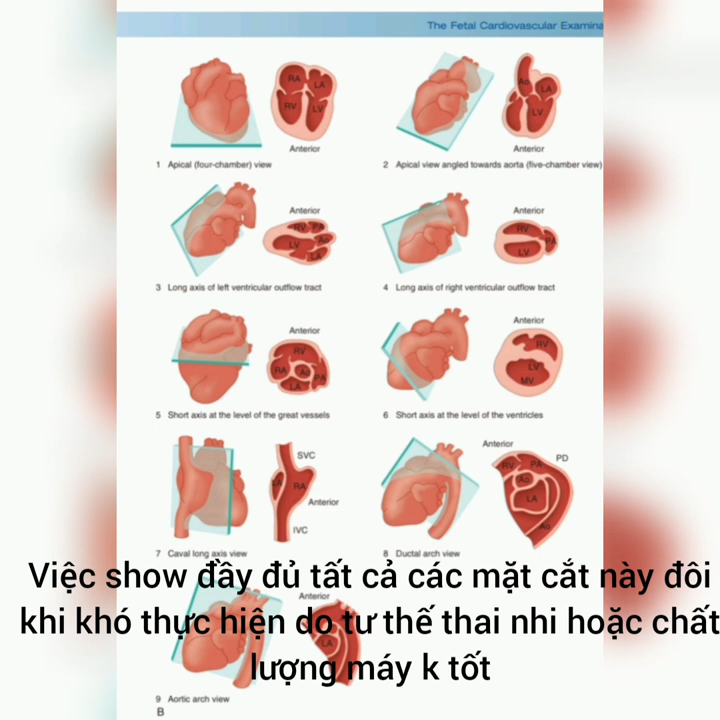 The Fetal Cardiovascular Examina
RA
LA
RV
LV
Anterior
1 Apical (four-chamber) view
Ao
LA
LV
Anterior
2 Apical view angled towards aorta (five-chamber view)
Anterior
RV
PA
LV
Ao
LA
3 Long axis of left ventricular outflow tract
Anterior
RV
PA
LV
4 Long axis of right ventricular outflow tract
Anterior
RV
RA
Ao
PA
LA
5 Short axis at the level of the great vessels
Anterior
RV
LV
MV
6 Short axis at the level of the ventricles
SVC
LA
RA
Anterior
IVC
7 Caval long axis view
Anterior
PD
RV
PA
Ao
LA
Ao
8 Ductal arch view
Việc show đầy đủ tất cả các mặt cắt này đôi
khi khó thực hiện do tư thế thai nhi hoặc chất
lượng máy k tốt
Anterior
LA
9 Aortic arch view
B